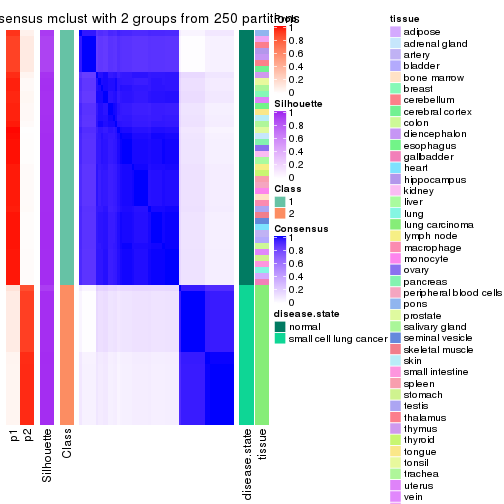 sensus mclust with 2 groups from 250 partitions
1
0.8
0.6
0.4
0.2
0
Silhouette
1
0.8
0.6
0.4
0.2
0
Class
1
2
Consensus
1
0.8
0.6
0.4
0.2
0
disease.state
normal
small cell lung cancer
tissue
adipose
adrenal gland
artery
bladder
bone marrow
breast
cerebellum
cerebral cortex
colon
diencephalon
esophagus
gallbadder
heart
hippocampus
kidney
liver
lung
lung carcinoma
lymph node
macrophage
monocyte
ovary
pancreas
peripheral blood cells
pons
prostate
salivary gland
seminal vesicle
skeletal muscle
skin
small intestine
spleen
stomach
testis
thalamus
thymus
thyroid
tongue
tonsil
trachea
uterus
vein
p1
p2
Silhouette
Class
disease.state
tissue